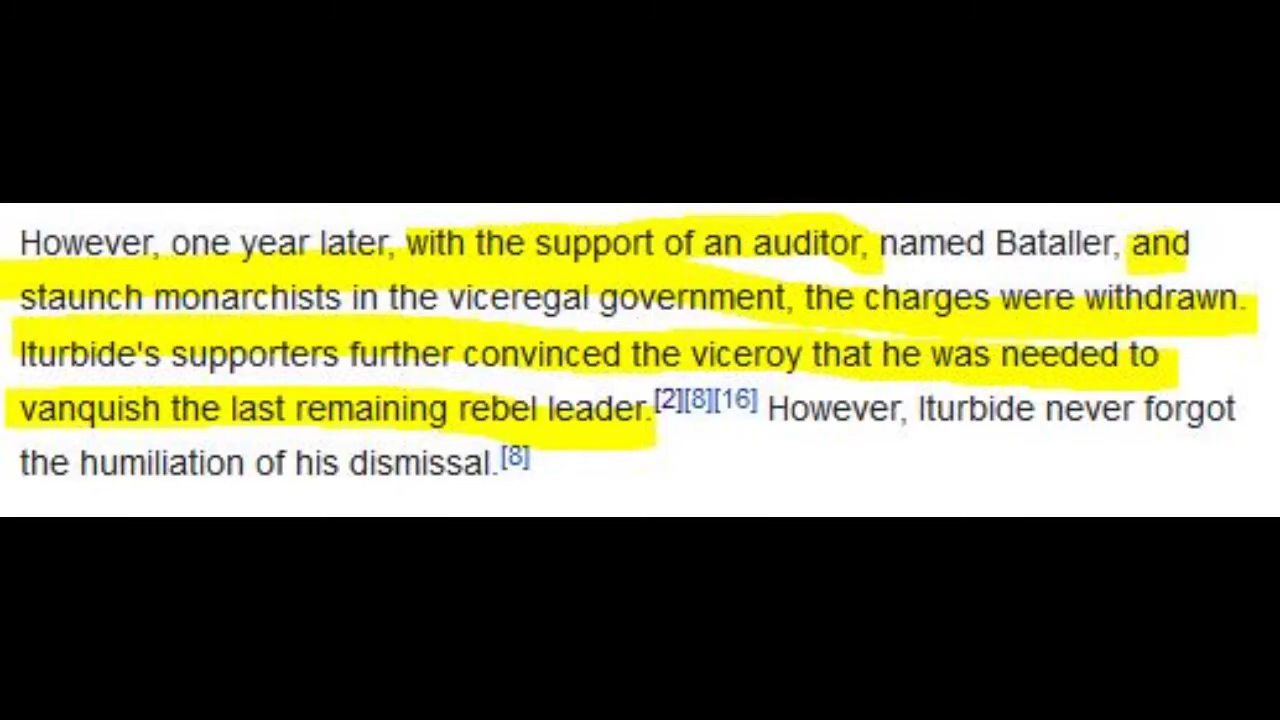 However, one year later, with the support of an auditor, named Bataller, and
staunch monarchists in the viceregal government, the charges were withdrawn.
Iturbide's supporters further convinced the viceroy that he was needed to
vanquish the last remaining rebel leader.[2][8][16] However, Iturbide never forgot
the humiliation of his dismissal.[8]